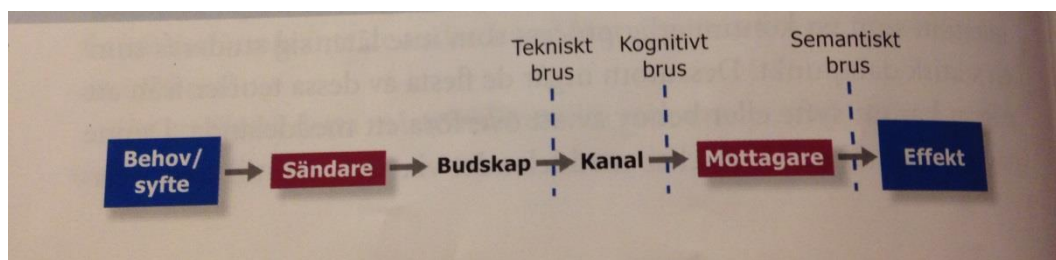 Tekniskt
brus
Kognitivt
brus
Semantiskt
brus
Behov/
syfte
Sändare
Budskap
Kanal
Mottagare
Effekt